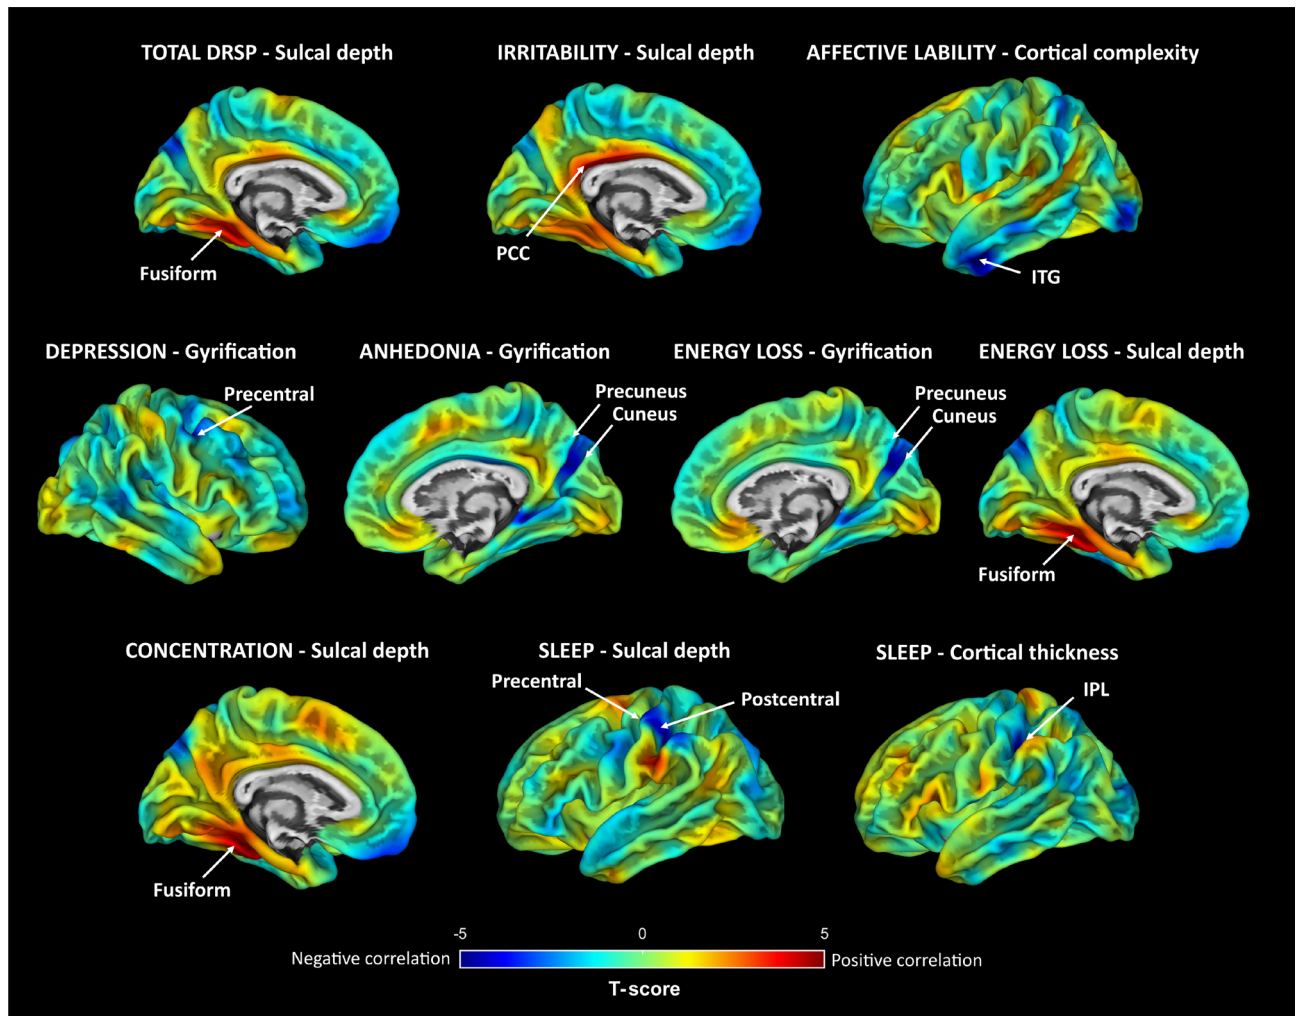 TOTAL DRSP - Sulcal depth
IRRITABILITY - Sulcal depth
AFFECTIVE LABILITY - Cortical complexity
Fusiform
PCC
ITG
DEPRESSION - Gyrification
ANHEDONIA - Gyrification
ENERGY LOSS - Gyrification
ENERGY LOSS - Sulcal depth
Precentral
Precuneus
Cuneus
Precuneus
Cuneus
Fusiform
CONCENTRATION - Sulcal depth
SLEEP - Sulcal depth
SLEEP - Cortical thickness
Precentral
Postcentral
IPL
Fusiform
-5 0 5
Negative correlation
Positive correlation
T-score